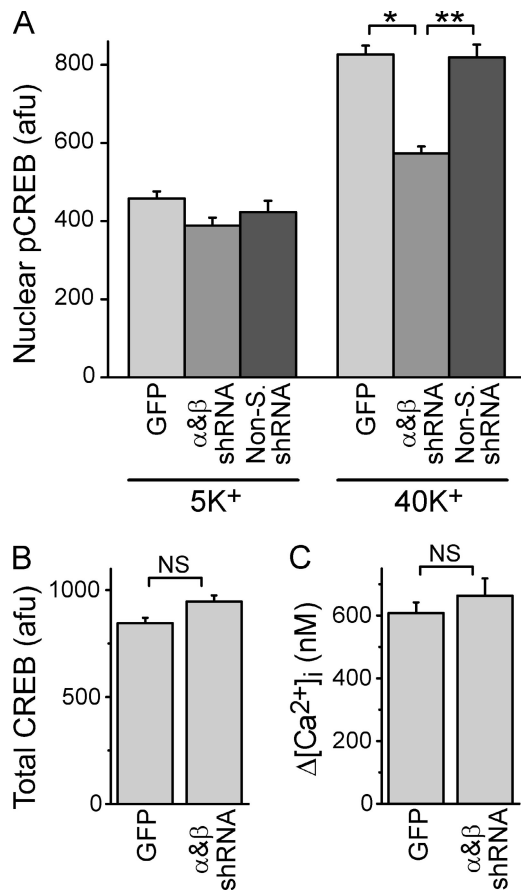 A
Nuclear pCREB (afu)
800
600
400
200
0
*
**
GFP
α&β
shRNA
Non-S.
shRNA
GFP
α&β
shRNA
Non-S.
shRNA
5K⁺
40K⁺
B
Total CREB (afu)
1000
500
0
NS
GFP
α&β
shRNA
C
Δ[Ca²⁺]i (nM)
600
400
200
0
NS
GFP
α&β
shRNA